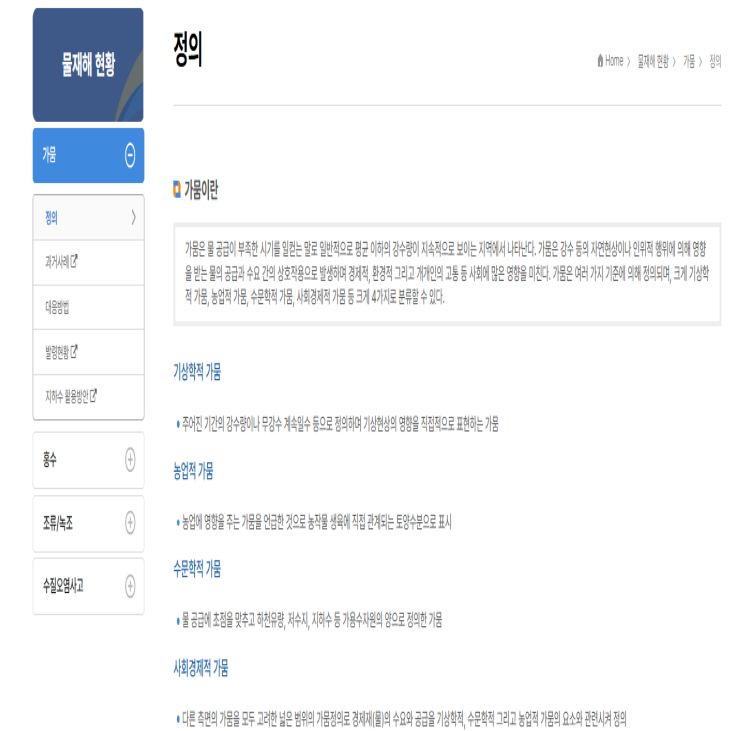 물재해 현황
가뭄
정의
과거사례
대응방법
발령현황
지하수 활용방안
홍수
조류/녹조
수질오염사고
정의
Home > 물재해 현황 > 가뭄 > 정의
가뭄이란
가뭄은 물 공급이 부족한 시기를 일컫는 말로 일반적으로 평균 이하의 강수량이 지속적으로 보이는 지역에서 나타난다. 가뭄은 강수 등의 자연현상이나 인위적 행위에 의해 영향
을 받는 물의 공급과 수요 간의 상호작용으로 발생하며 경제적, 환경적 그리고 개개인의 고통 등 사회에 많은 영향을 미친다. 가뭄은 여러 가지 기준에 의해 정의되며, 크게 기상학
적 가뭄, 농업적 가뭄, 수문학적 가뭄, 사회경제적 가뭄 등 크게 4가지로 분류할 수 있다.
기상학적 가뭄
주어진 기간의 강수량이나 무강수 계속일수 등으로 정의하며 기상현상의 영향을 직접적으로 표현하는 가뭄
농업적 가뭄
농업에 영향을 주는 가뭄을 언급한 것으로 농작물 생육에 직접 관계되는 토양수분으로 표시
수문학적 가뭄
물 공급에 초점을 맞추고 하천유량, 저수지, 지하수 등 가용수자원의 양으로 정의한 가뭄
사회경제적 가뭄
다른 측면의 가뭄을 모두 고려한 넓은 범위의 가뭄정의로 경제재(물)의 수요와 공급을 기상학적, 수문학적 그리고 농업적 가뭄의 요소와 관련시켜 정의